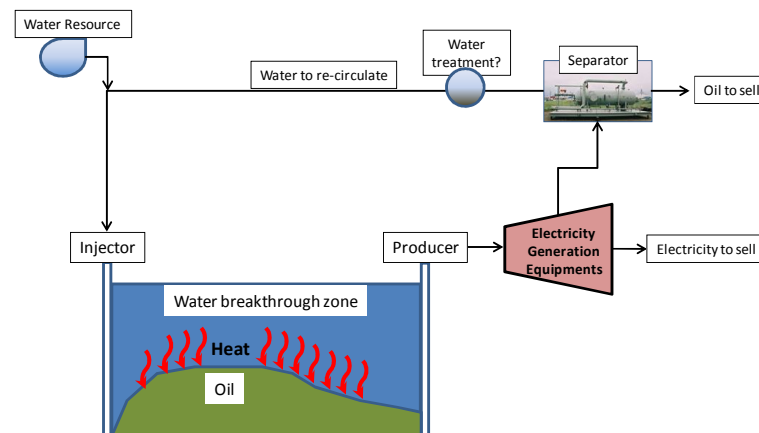 Water Resource
Water
treatment?
Separator
Water to re-circulate
Oil to sell
Injector
Producer
Electricity
Generation
Equipments
Electricity to sell
Water breakthrough zone
Heat
Oil